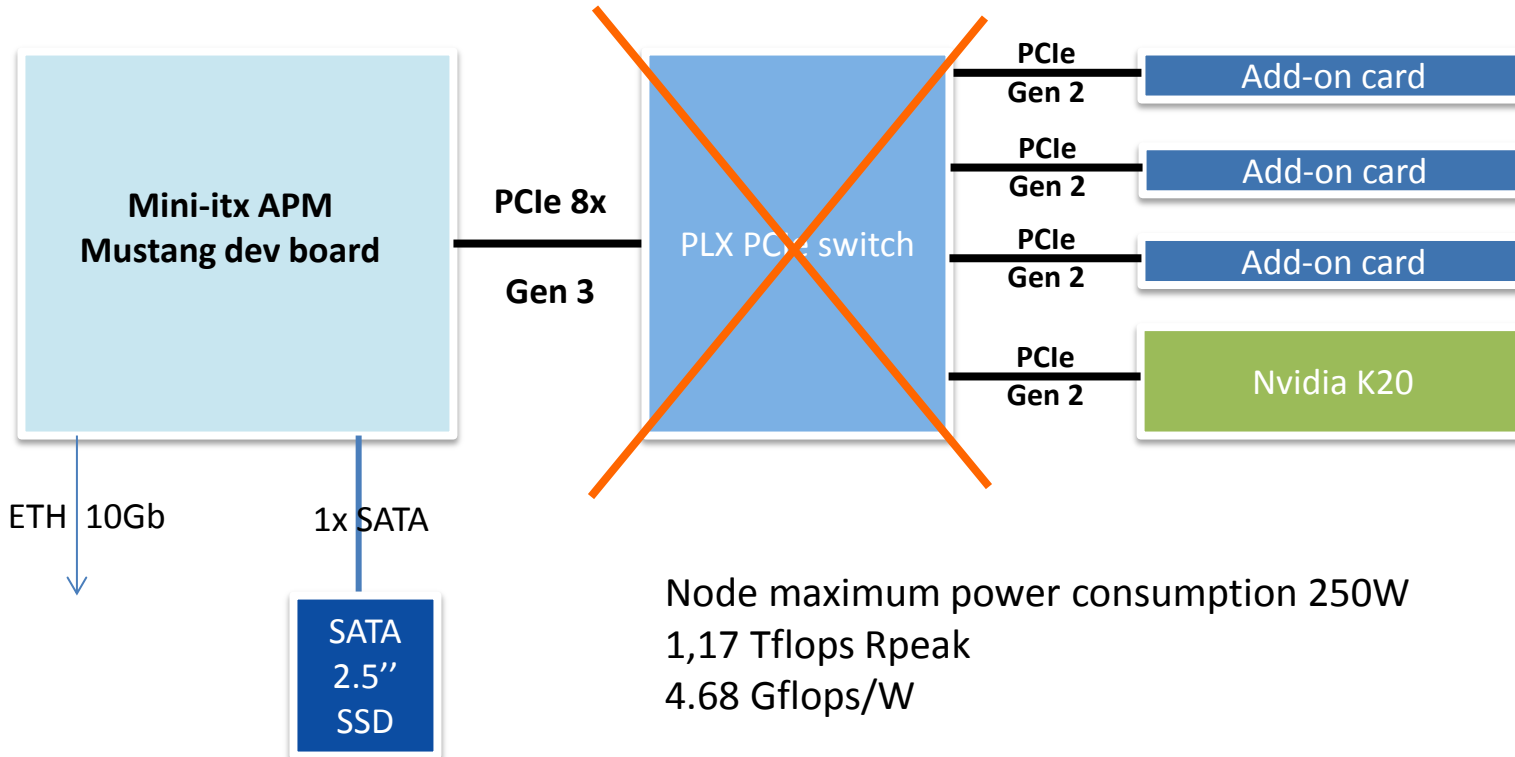 Mini-itx APM
Mustang dev board
PCIe 8x
Gen 3
PLX PCIe switch
PCIe
Gen 2
Add-on card
PCIe
Gen 2
Add-on card
PCIe
Gen 2
Add-on card
PCIe
Gen 2
Nvidia K20
ETH 10Gb
1x SATA
SATA
2.5’’
SSD
Node maximum power consumption 250W
1,17 Tflops Rpeak
4.68 Gflops/W